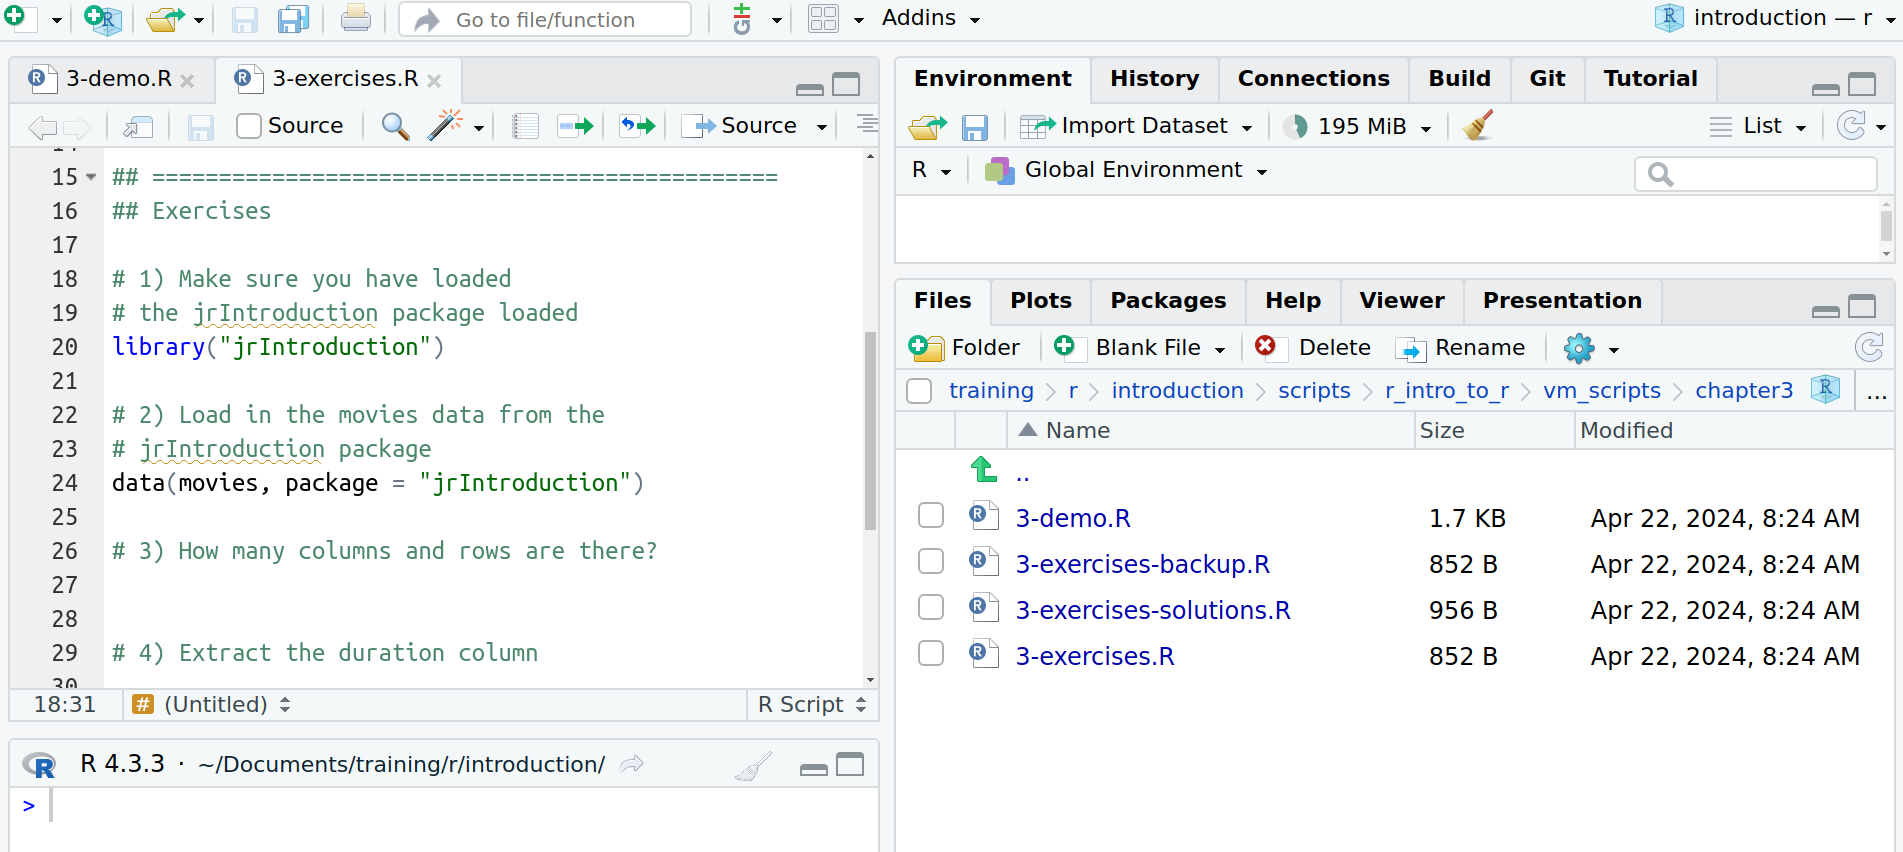 Go to file/function
Addins
introduction — r
3-demo.R
3-exercises.R
Source
Source
15 ## ===============================================
16 ## Exercises
17
18 # 1) Make sure you have loaded
19 # the jrIntroduction package loaded
20 library("jrIntroduction")
21
22 # 2) Load in the movies data from the
23 # jrIntroduction package
24 data(movies, package = "jrIntroduction")
25
26 # 3) How many columns and rows are there?
27
28
29 # 4) Extract the duration column
30
18:31
# (Untitled)
R Script
R 4.3.3 · ~/Documents/training/r/introduction/
>
Environment History Connections Build Git Tutorial
Import Dataset
195 MiB
List
R
Global Environment
Files Plots Packages Help Viewer Presentation
Folder Blank File Delete Rename
training r introduction scripts r_intro_to_r vm_scripts chapter3 ...
Name Size Modified
..
3-demo.R 1.7 KB Apr 22, 2024, 8:24 AM
3-exercises-backup.R 852 B Apr 22, 2024, 8:24 AM
3-exercises-solutions.R 956 B Apr 22, 2024, 8:24 AM
3-exercises.R 852 B Apr 22, 2024, 8:24 AM